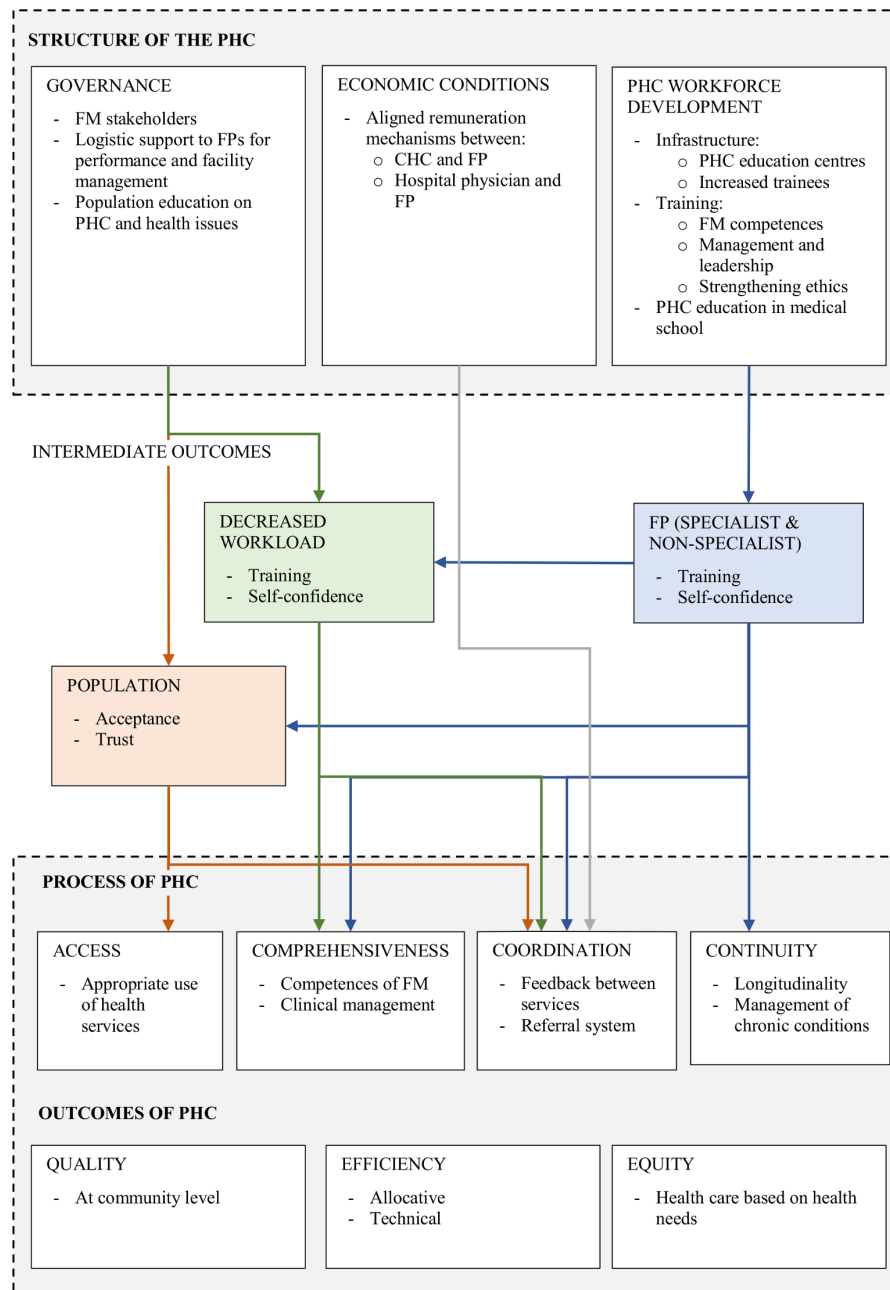 STRUCTURE OF THE PHC
GOVERNANCE
- FM stakeholders
- Logistic support to FPs for
performance and facility
management
- Population education on
PHC and health issues
ECONOMIC CONDITIONS
- Aligned remuneration
mechanisms between:
o CHC and FP
o Hospital physician and
FP
PHC WORKFORCE
DEVELOPMENT
- Infrastructure:
o PHC education centres
o Increased trainees
- Training:
o FM competences
o Management and
leadership
o Strengthening ethics
- PHC education in medical
school
INTERMEDIATE OUTCOMES
DECREASED
WORKLOAD
- Training
- Self-confidence
FP (SPECIALIST &
NON-SPECIALIST)
- Training
- Self-confidence
POPULATION
- Acceptance
- Trust
PROCESS OF PHC
ACCESS
- Appropriate use
of health
services
COMPREHENSIVENESS
- Competences of FM
- Clinical management
COORDINATION
- Feedback between
services
- Referral system
CONTINUITY
- Longitudinality
- Management of
chronic conditions
OUTCOMES OF PHC
QUALITY
- At community level
EFFICIENCY
- Allocative
- Technical
EQUITY
- Health care based on health
needs